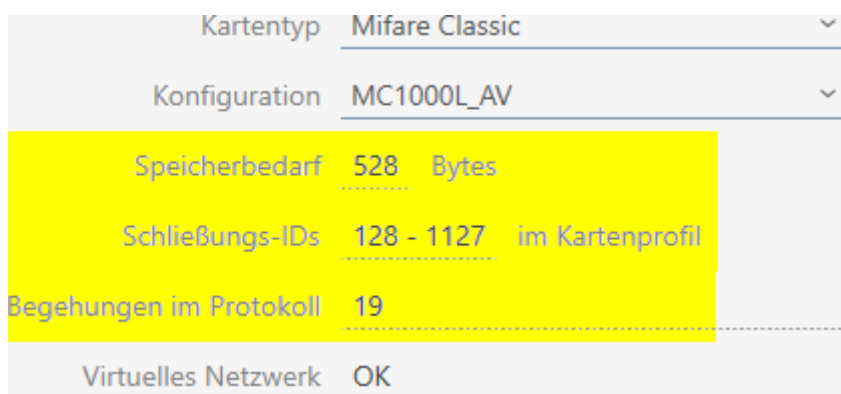 Kartentyp Mifare Classic
Konfiguration MC1000L_AV
Speicherbedarf 528 Bytes
Schließungs-IDs 128 - 1127 im Kartenprofil
Begehungen im Protokoll 19
Virtuelles Netzwerk OK